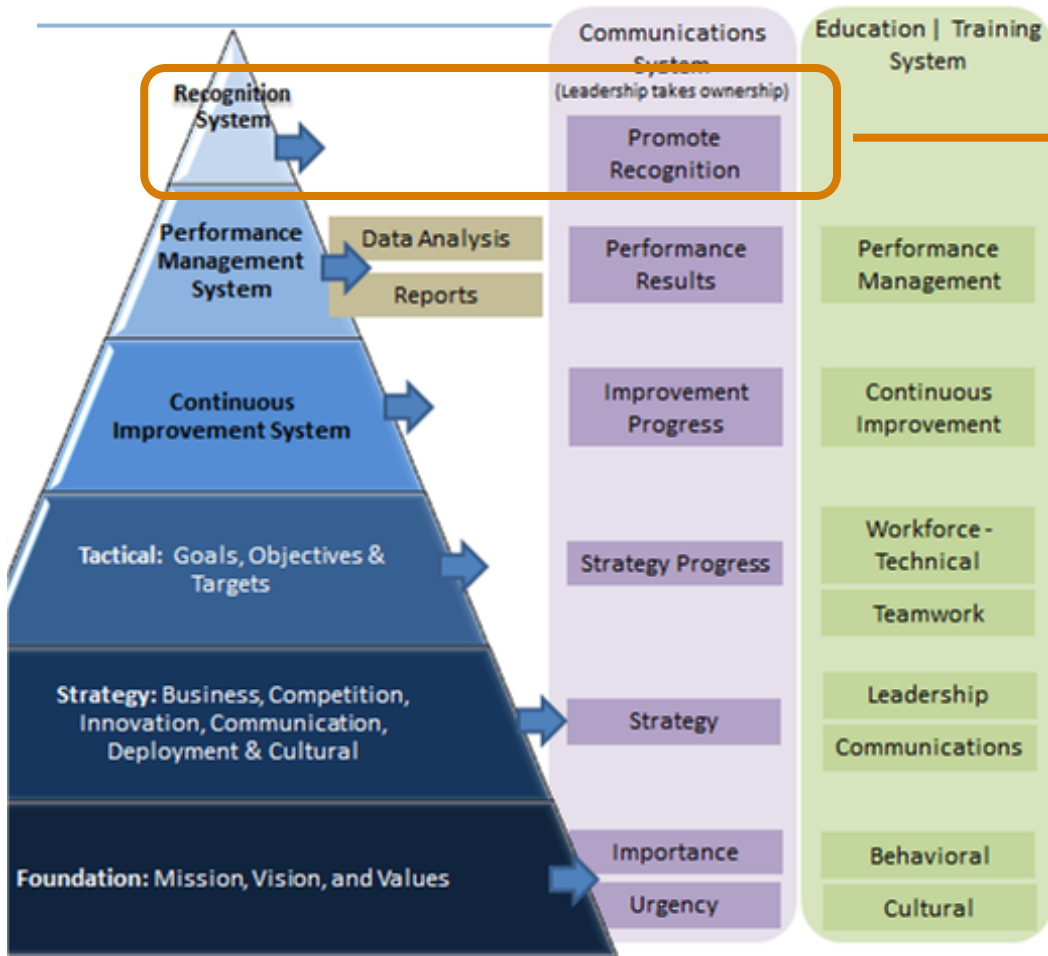 Communications
System
(Leadership takes ownership)
Education | Training
System
Recognition
System
Promote
Recognition
Performance
Management
System
Data Analysis
Reports
Performance
Results
Performance
Management
Continuous
Improvement System
Improvement
Progress
Continuous
Improvement
Tactical: Goals, Objectives &
Targets
Strategy Progress
Workforce -
Technical
Teamwork
Strategy: Business, Competition,
Innovation, Communication,
Deployment & Cultural
Strategy
Leadership
Communications
Foundation: Mission, Vision, and Values
Importance
Urgency
Behavioral
Cultural